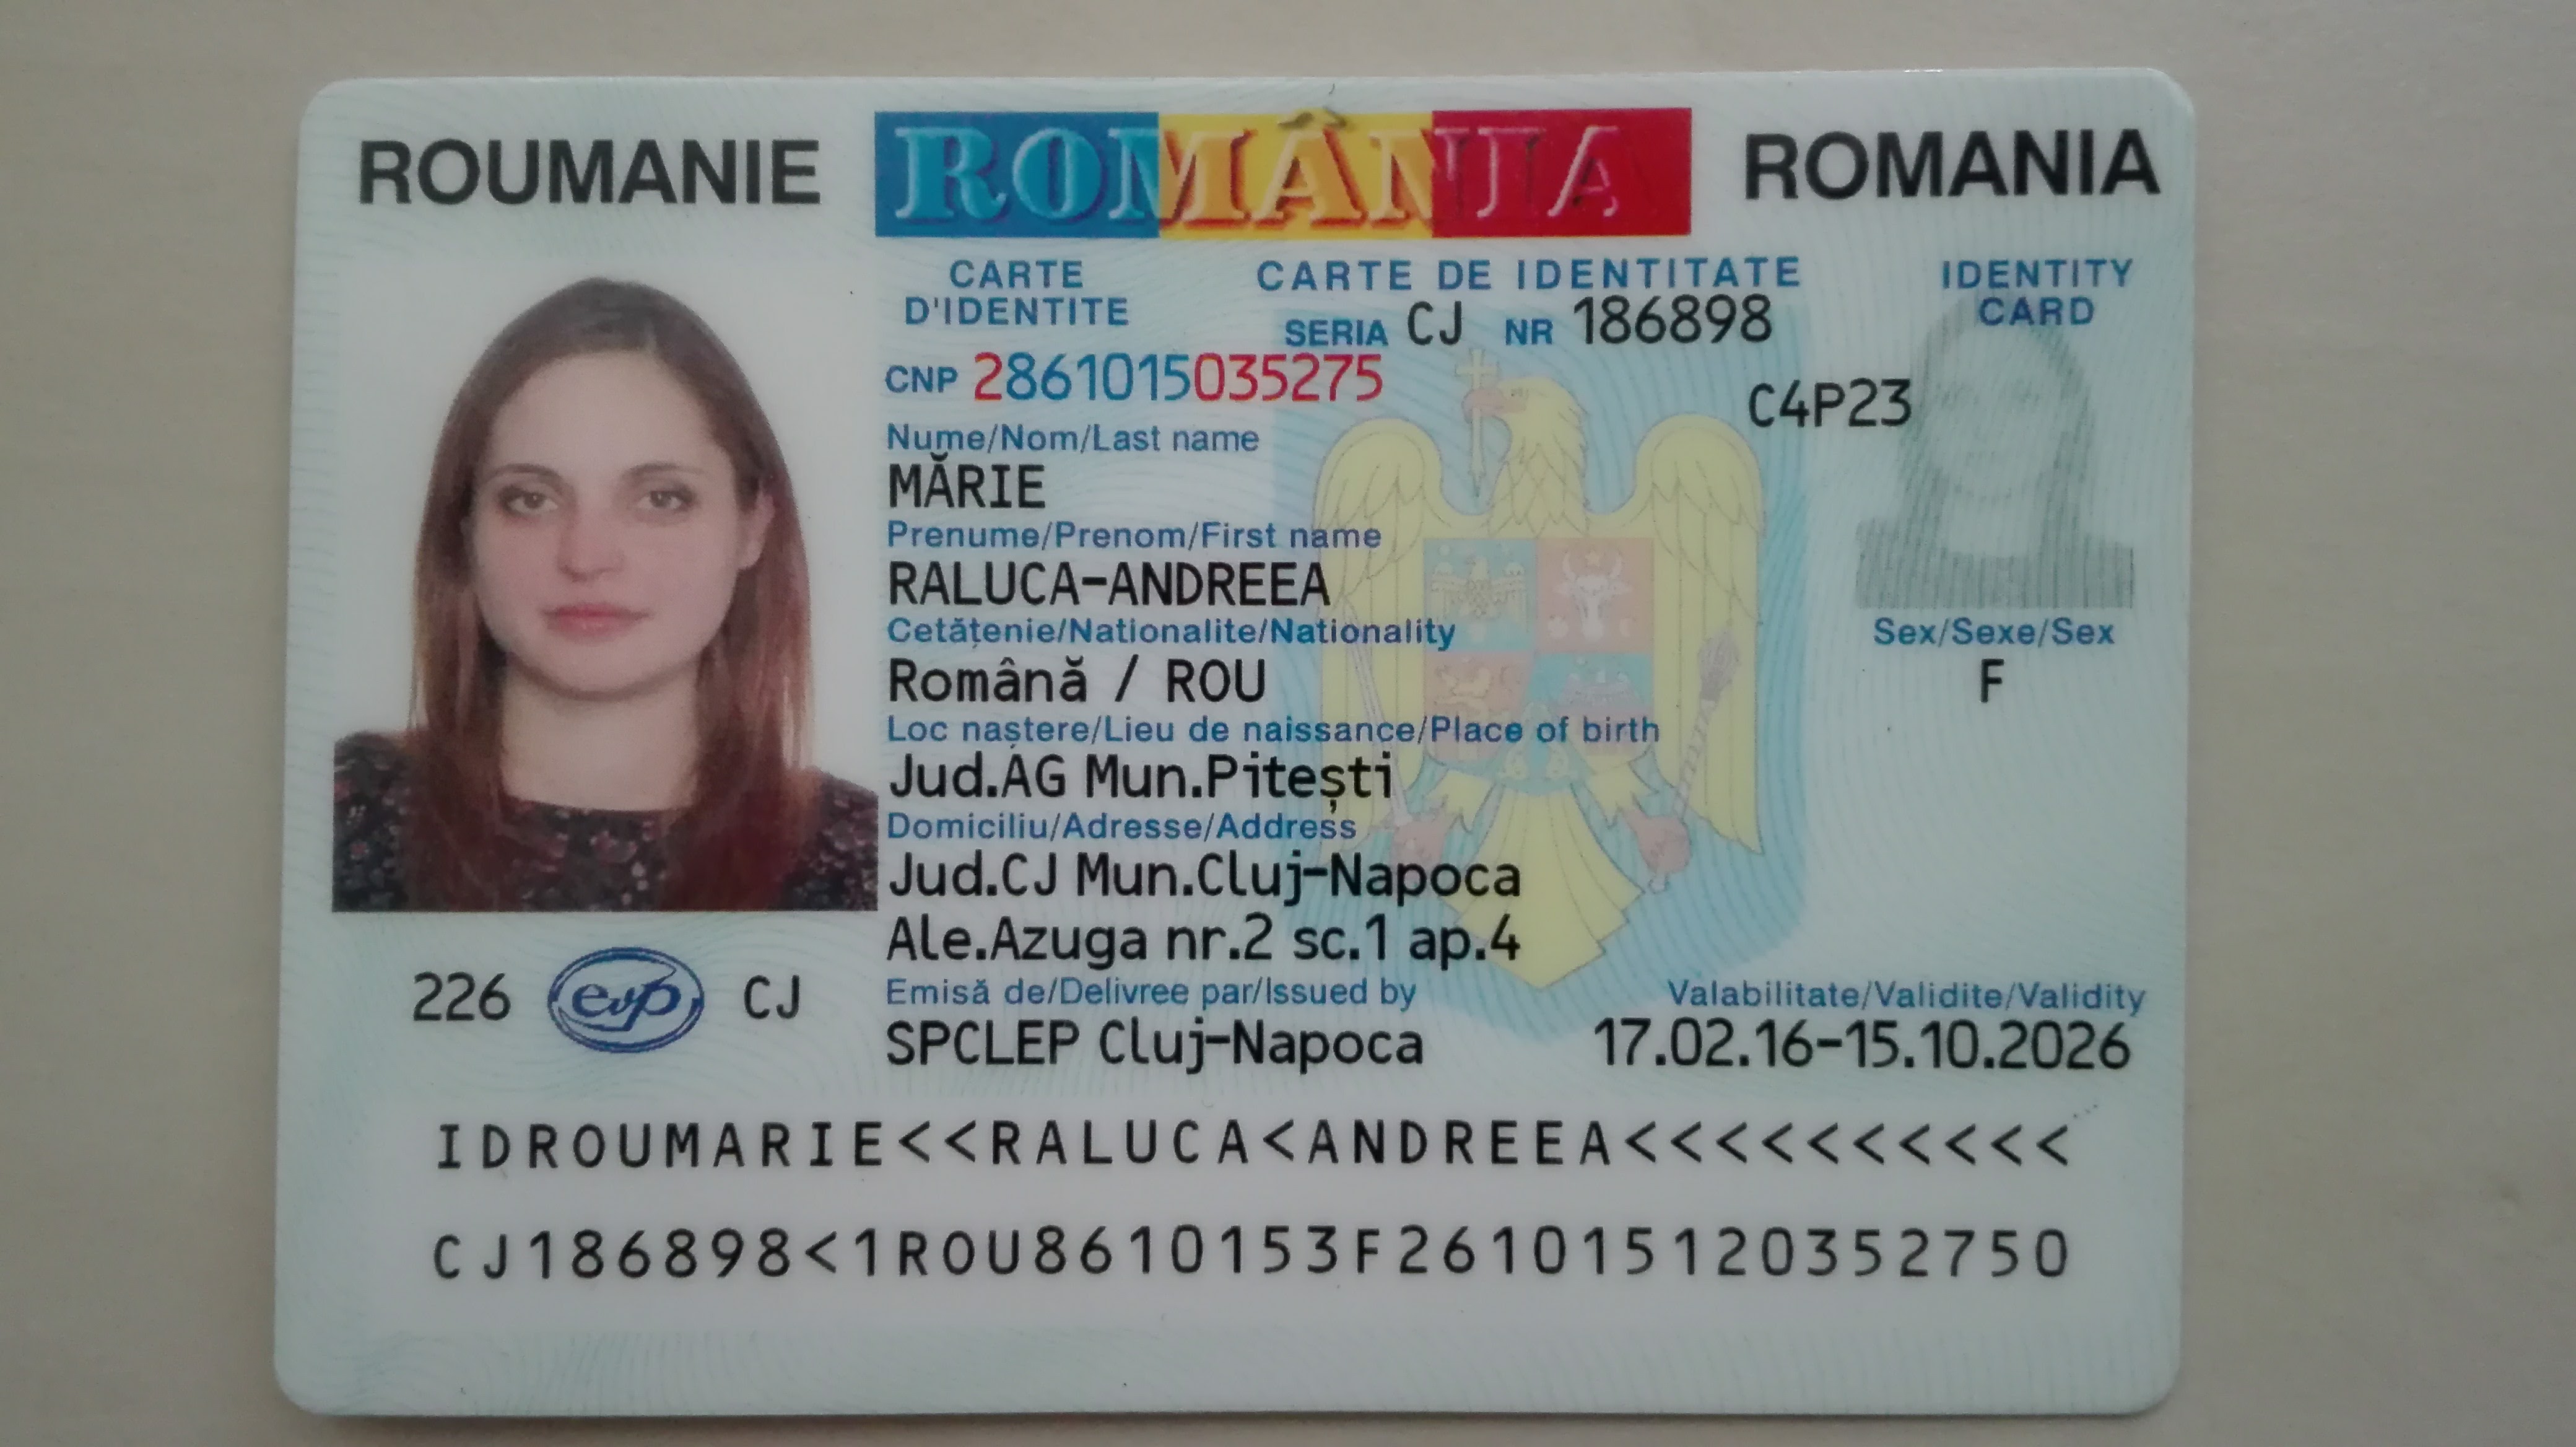 ROUMANIE ROMÂNIA ROMANIA
CARTE D'IDENTITE
CARTE DE IDENTITATE
IDENTITY CARD
SERIA CJ NR 186898
CNP 2861015035275
C4P23
Nume/Nom/Last name
MĂRIE
Prenume/Prenom/First name
RALUCA-ANDREEA
Cetățenie/Nationalite/Nationality
Română / ROU
Sex/Sexe/Sex
F
Loc naștere/Lieu de naissance/Place of birth
Jud.AG Mun.Pitești
Domiciliu/Adresse/Address
Jud.CJ Mun.Cluj-Napoca
Ale.Azuga nr.2 sc.1 ap.4
226 evp CJ
Emisă de/Delivree par/Issued by
SPCLEP Cluj-Napoca
Valabilitate/Validite/Validity
17.02.16-15.10.2026
IDROUMARIE<<RALUCA<ANDREEA<<<<<<<<<<
CJ186898<1ROU8610153F261015120352750